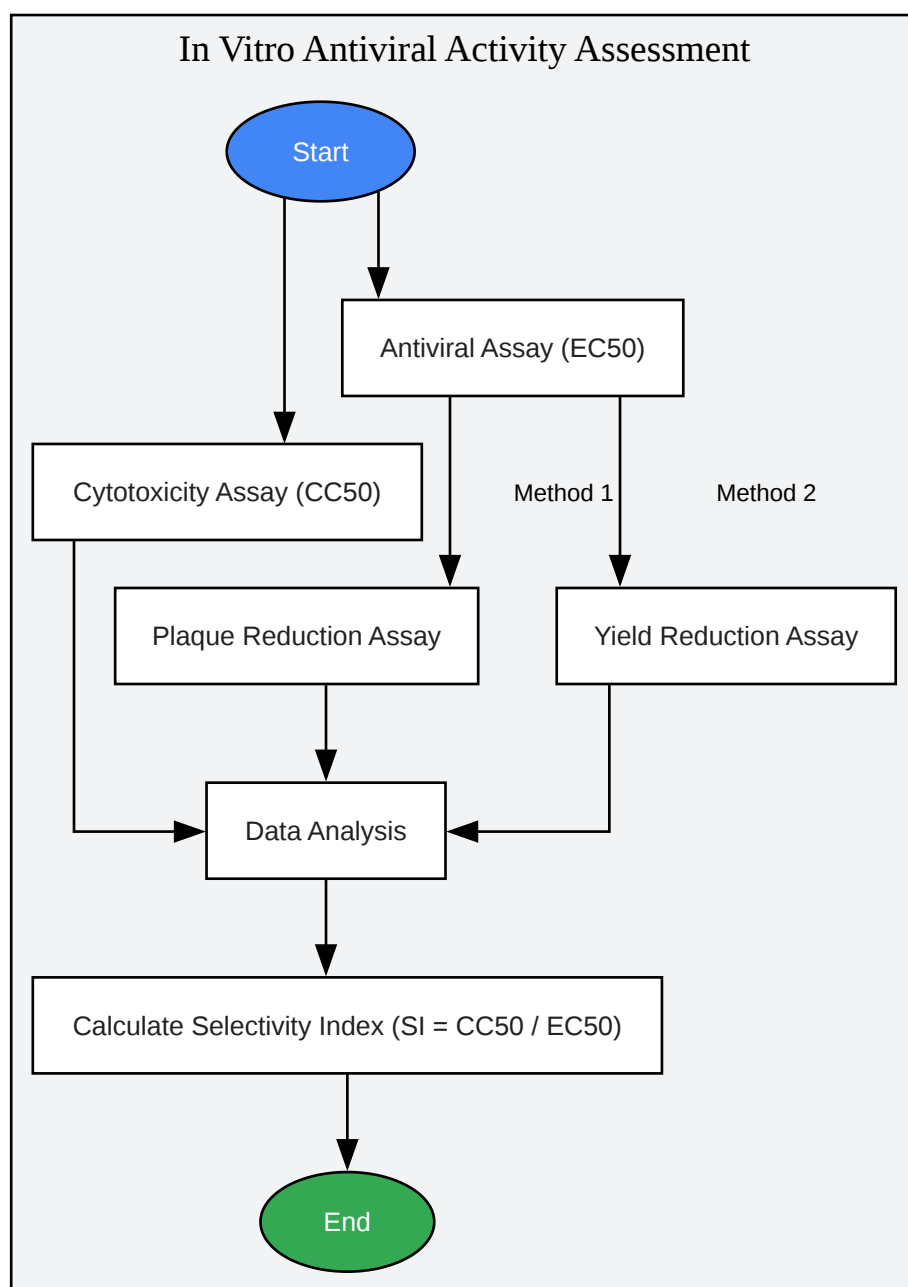 In Vitro Antiviral Activity Assessment
Start
Antiviral Assay (EC50)
Cytotoxicity Assay (CC50)
Method 1
Method 2
Plaque Reduction Assay
Yield Reduction Assay
Data Analysis
Calculate Selectivity Index (SI = CC50 / EC50)
End